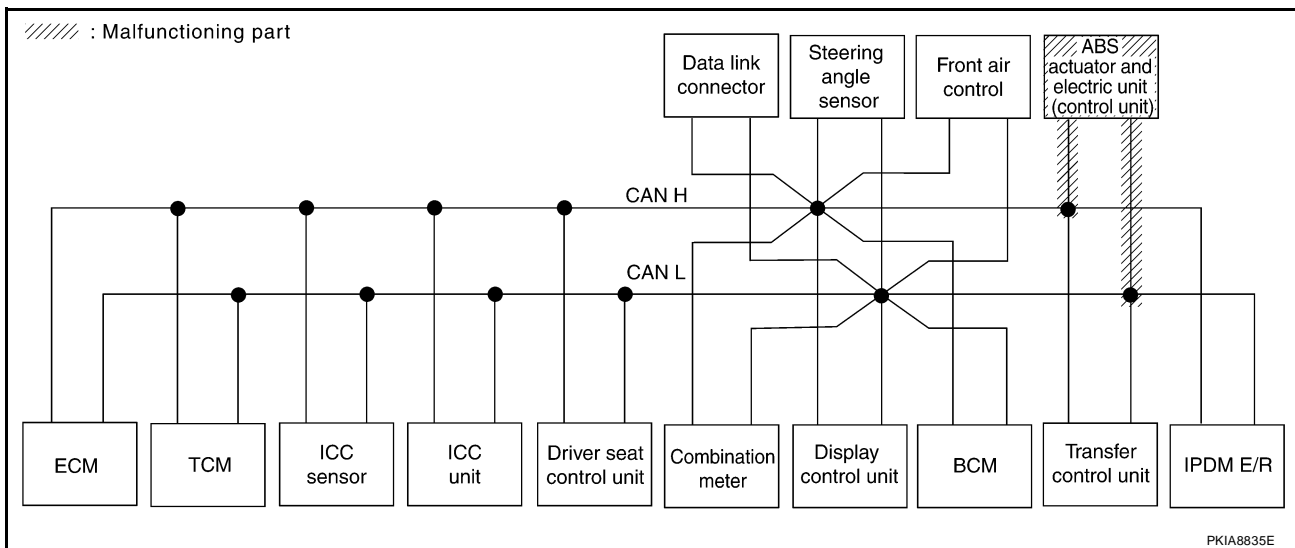 : Malfunctioning part
Data link
connector
Steering
angle
sensor
Front air
control
ABS
actuator and
electric unit
(control unit)
CAN H
CAN L
ECM
TCM
ICC
sensor
ICC
unit
Driver seat
control unit
Combination
meter
Display
control unit
BCM
Transfer
control unit
IPDM E/R
PKIA8835E